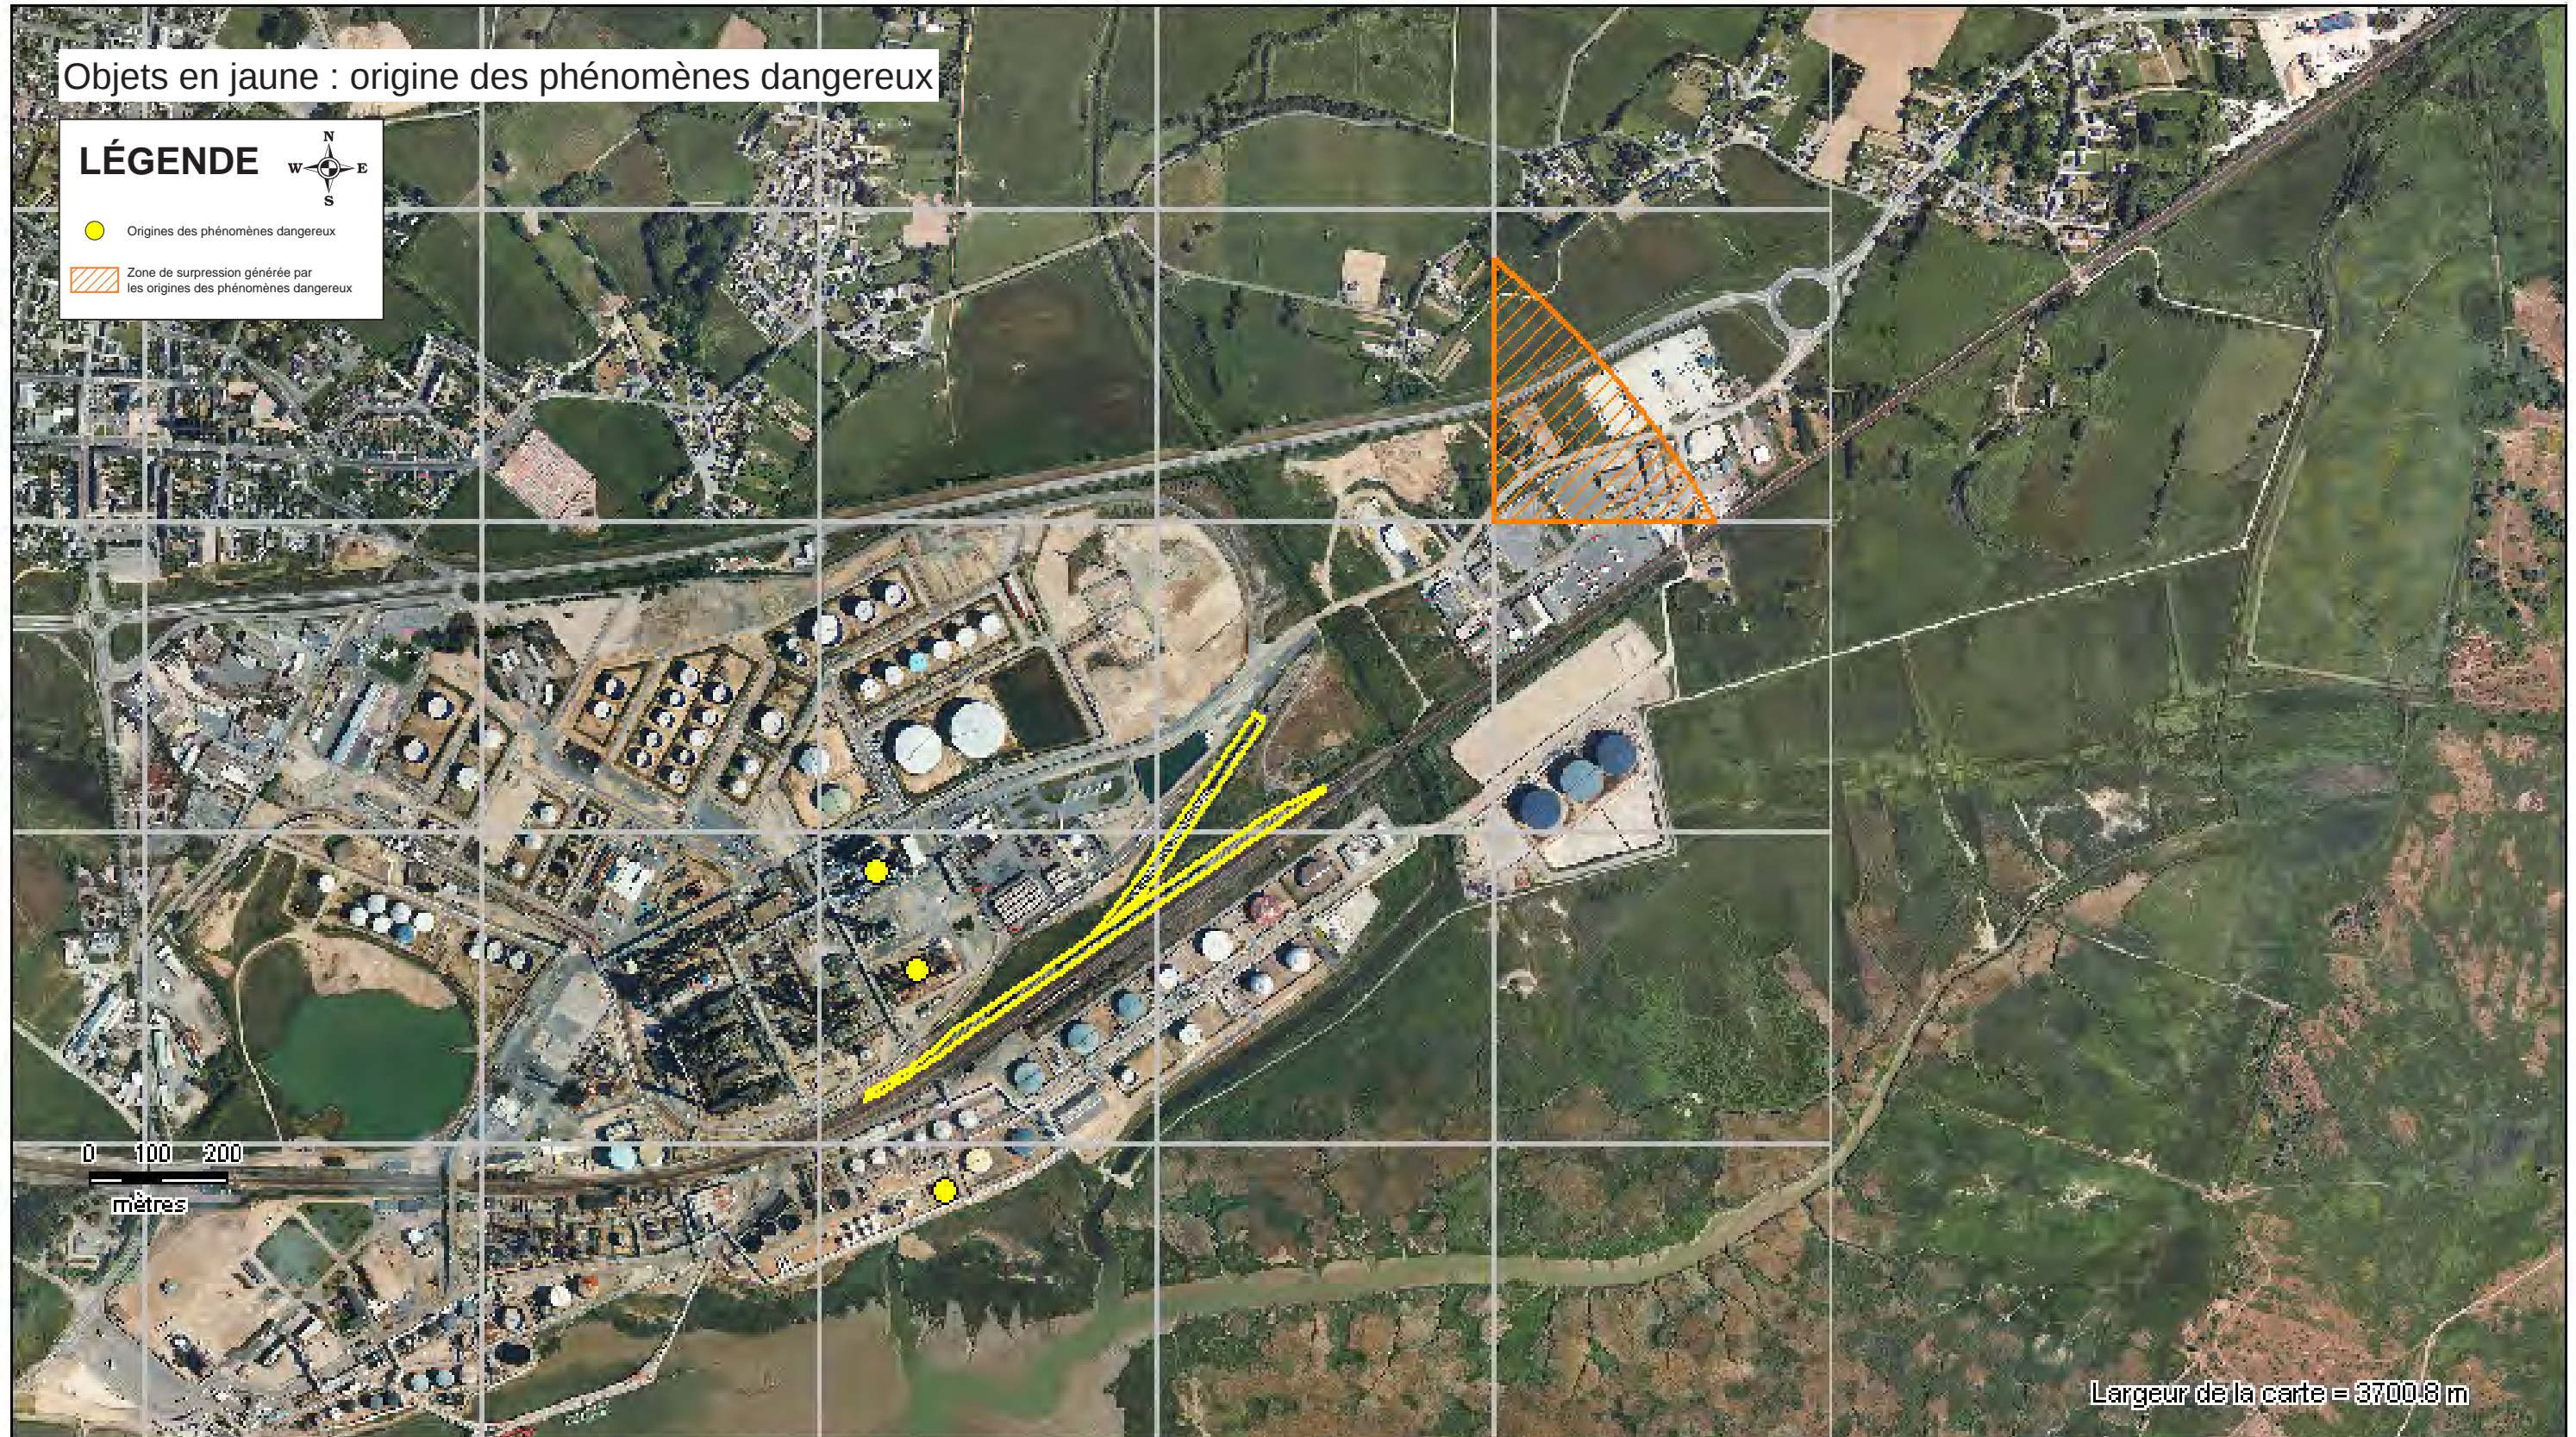 Objets en jaune : origine des phénomènes dangereux
LÉGENDE
N
W E
S
Origines des phénomènes dangereux
Zone de surpression générée par
les origines des phénomènes dangereux
0 100 200
mètres
Largeur de la carte = 3700.8 m